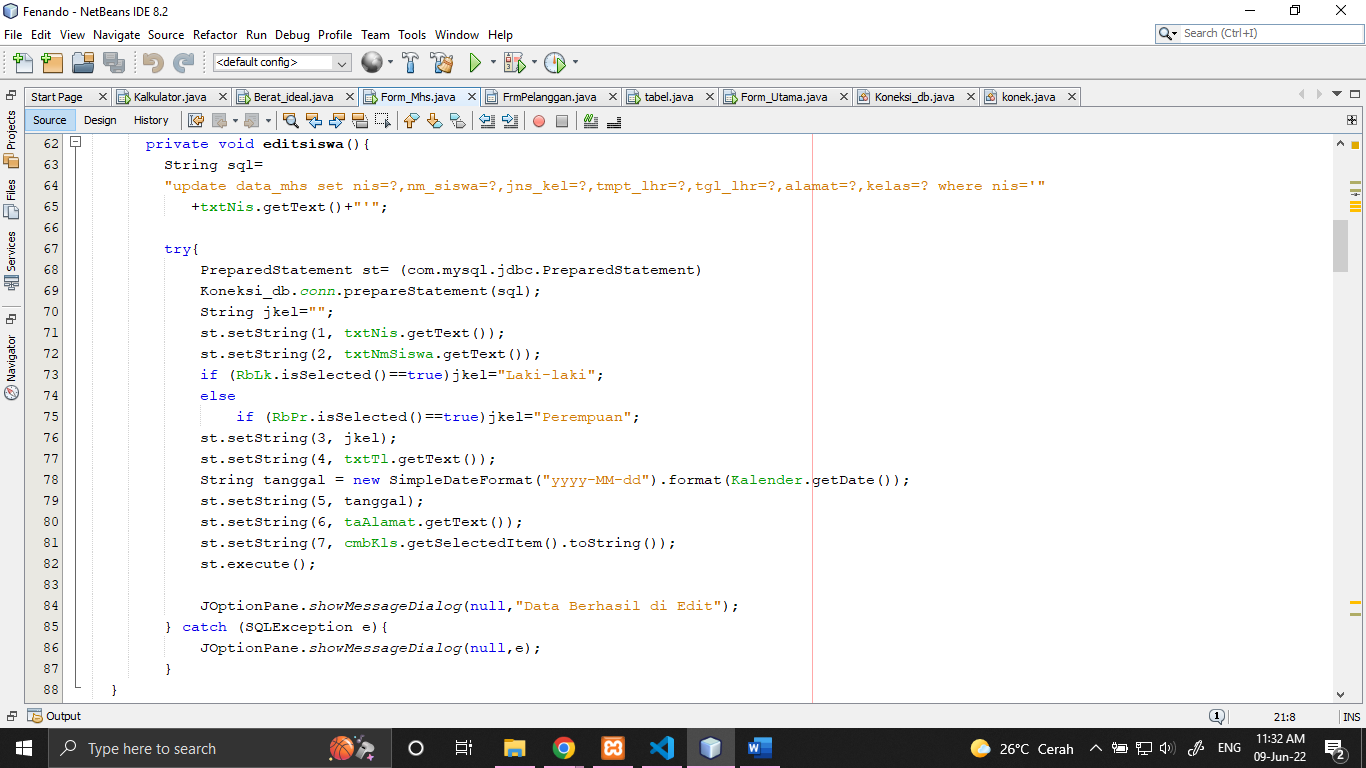 Fenando - NetBeans IDE 8.2
File Edit View Navigate Source Refactor Run Debug Profile Team Tools Window Help
Search (Ctrl+I)
<default config>
Start Page Kalkulator.java Berat_ideal.java Form_Mhs.java FrmPelanggan.java tabel.java Form_Utama.java Koneksi_db.java konek.java
Source Design History
Projects
Files
Services
Navigator
62 private void editsiswa(){
63 String sql=
64 "update data_mhs set nis=?,nm_siswa=?,jns_kel=?,tmpt_lhr=?,tgl_lhr=?,alamat=?,kelas=? where nis='"
65 +txtNis.getText()+"'";
66
67 try{
68 PreparedStatement st= (com.mysql.jdbc.PreparedStatement)
69 Koneksi_db.conn.prepareStatement(sql);
70 String jkel="";
71 st.setString(1, txtNis.getText());
72 st.setString(2, txtNmSiswa.getText());
73 if (RbLk.isSelected()==true)jkel="Laki-laki";
74 else
75 if (RbPr.isSelected()==true)jkel="Perempuan";
76 st.setString(3, jkel);
77 st.setString(4, txtTl.getText());
78 String tanggal = new SimpleDateFormat("yyyy-MM-dd").format(Kalender.getDate());
79 st.setString(5, tanggal);
80 st.setString(6, taAlamat.getText());
81 st.setString(7, cmbKls.getSelectedItem().toString());
82 st.execute();
83
84 JOptionPane.showMessageDialog(null,"Data Berhasil di Edit");
85 } catch (SQLException e){
86 JOptionPane.showMessageDialog(null,e);
87 }
88 }
Output
1 21:8 INS
Type here to search
26°C Cerah
ENG
11:32 AM
09-Jun-22
2